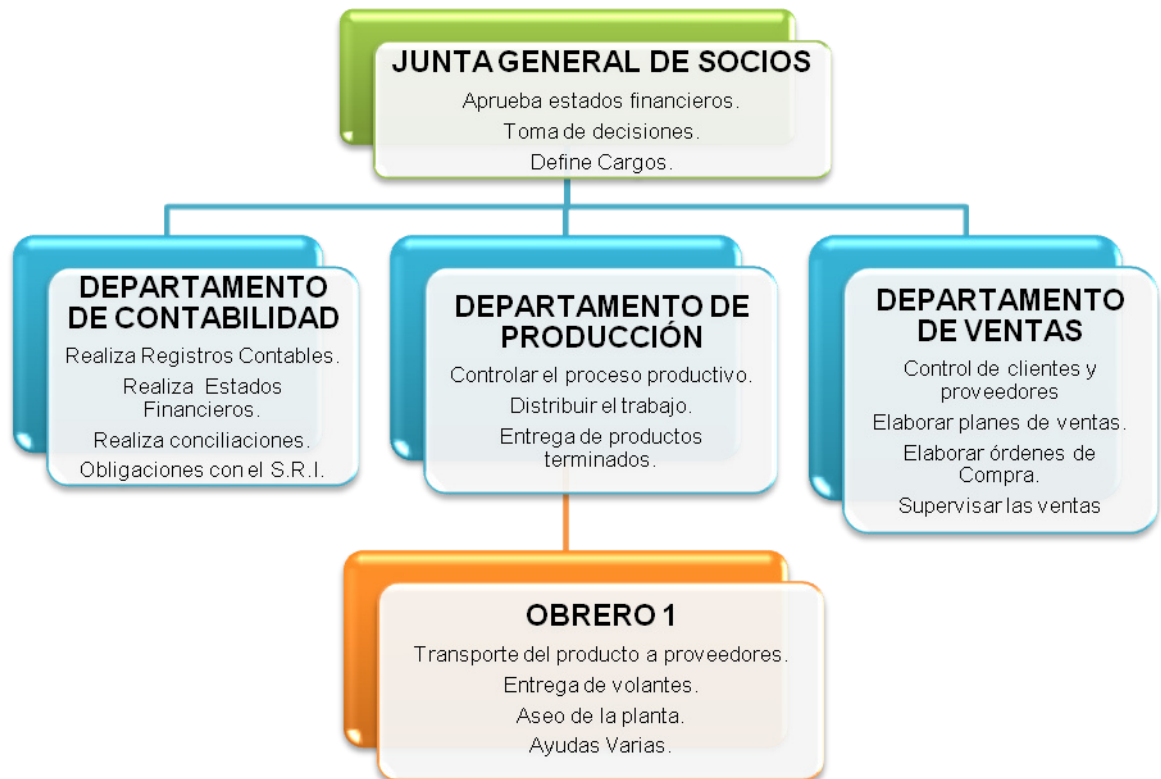 JUNTA GENERAL DE SOCIOS
Aprueba estados financieros.
Toma de decisiones.
Define Cargos.
DEPARTAMENTO
DE CONTABILIDAD
Realiza Registros Contables.
Realiza Estados
Financieros.
Realiza conciliaciones.
Obligaciones con el S.R.I.
DEPARTAMENTO DE
PRODUCCIÓN
Controlar el proceso productivo.
Distribuir el trabajo.
Entrega de productos
terminados.
DEPARTAMENTO
DE VENTAS
Control de clientes y
proveedores
Elaborar planes de ventas.
Elaborar órdenes de
Compra.
Supervisar las ventas
OBRERO 1
Transporte del producto a proveedores.
Entrega de volantes.
Aseo de la planta.
Ayudas Varias.